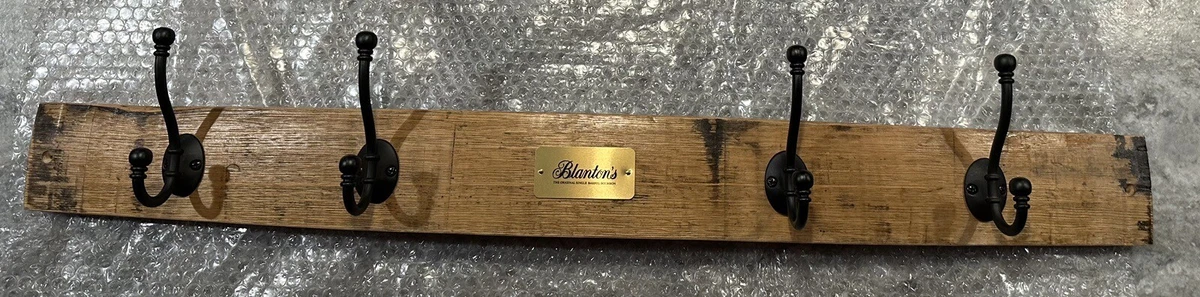 Blanton's
THE ORIGINAL SINGLE BARREL BOURBON